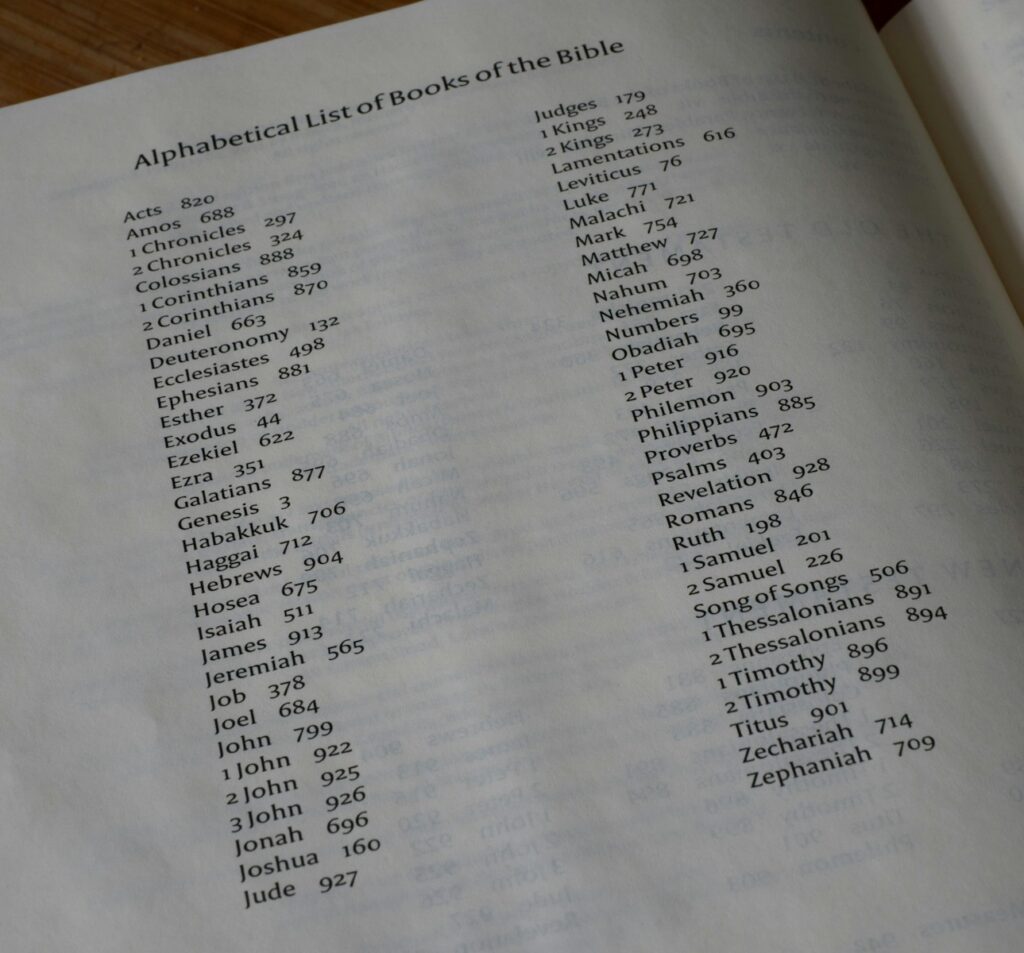 Alphabetical List of Books of the Bible
Acts 820
Amos 688
1 Chronicles 297
2 Chronicles 324
Colossians 888
1 Corinthians 859
2 Corinthians 870
Daniel 663
Deuteronomy 132
Ecclesiastes 498
Ephesians 881
Esther 372
Exodus 44
Ezekiel 622
Ezra 351
Galatians 877
Genesis 3
Habakkuk 706
Haggai 712
Hebrews 904
Hosea 675
Isaiah 511
James 913
Jeremiah 565
Job 378
Joel 684
John 799
1 John 922
2 John 925
3 John 926
Jonah 696
Joshua 160
Jude 927
Judges 179
1 Kings 248
2 Kings 273
Lamentations 616
Leviticus 76
Luke 771
Malachi 721
Mark 754
Matthew 727
Micah 698
Nahum 703
Nehemiah 360
Numbers 99
Obadiah 695
1 Peter 916
2 Peter 920
Philemon 903
Philippians 885
Proverbs 472
Psalms 403
Revelation 928
Romans 846
Ruth 198
1 Samuel 201
2 Samuel 226
Song of Songs 506
1 Thessalonians 891
2 Thessalonians 894
1 Timothy 896
2 Timothy 899
Titus 901
Zechariah 714
Zephaniah 709